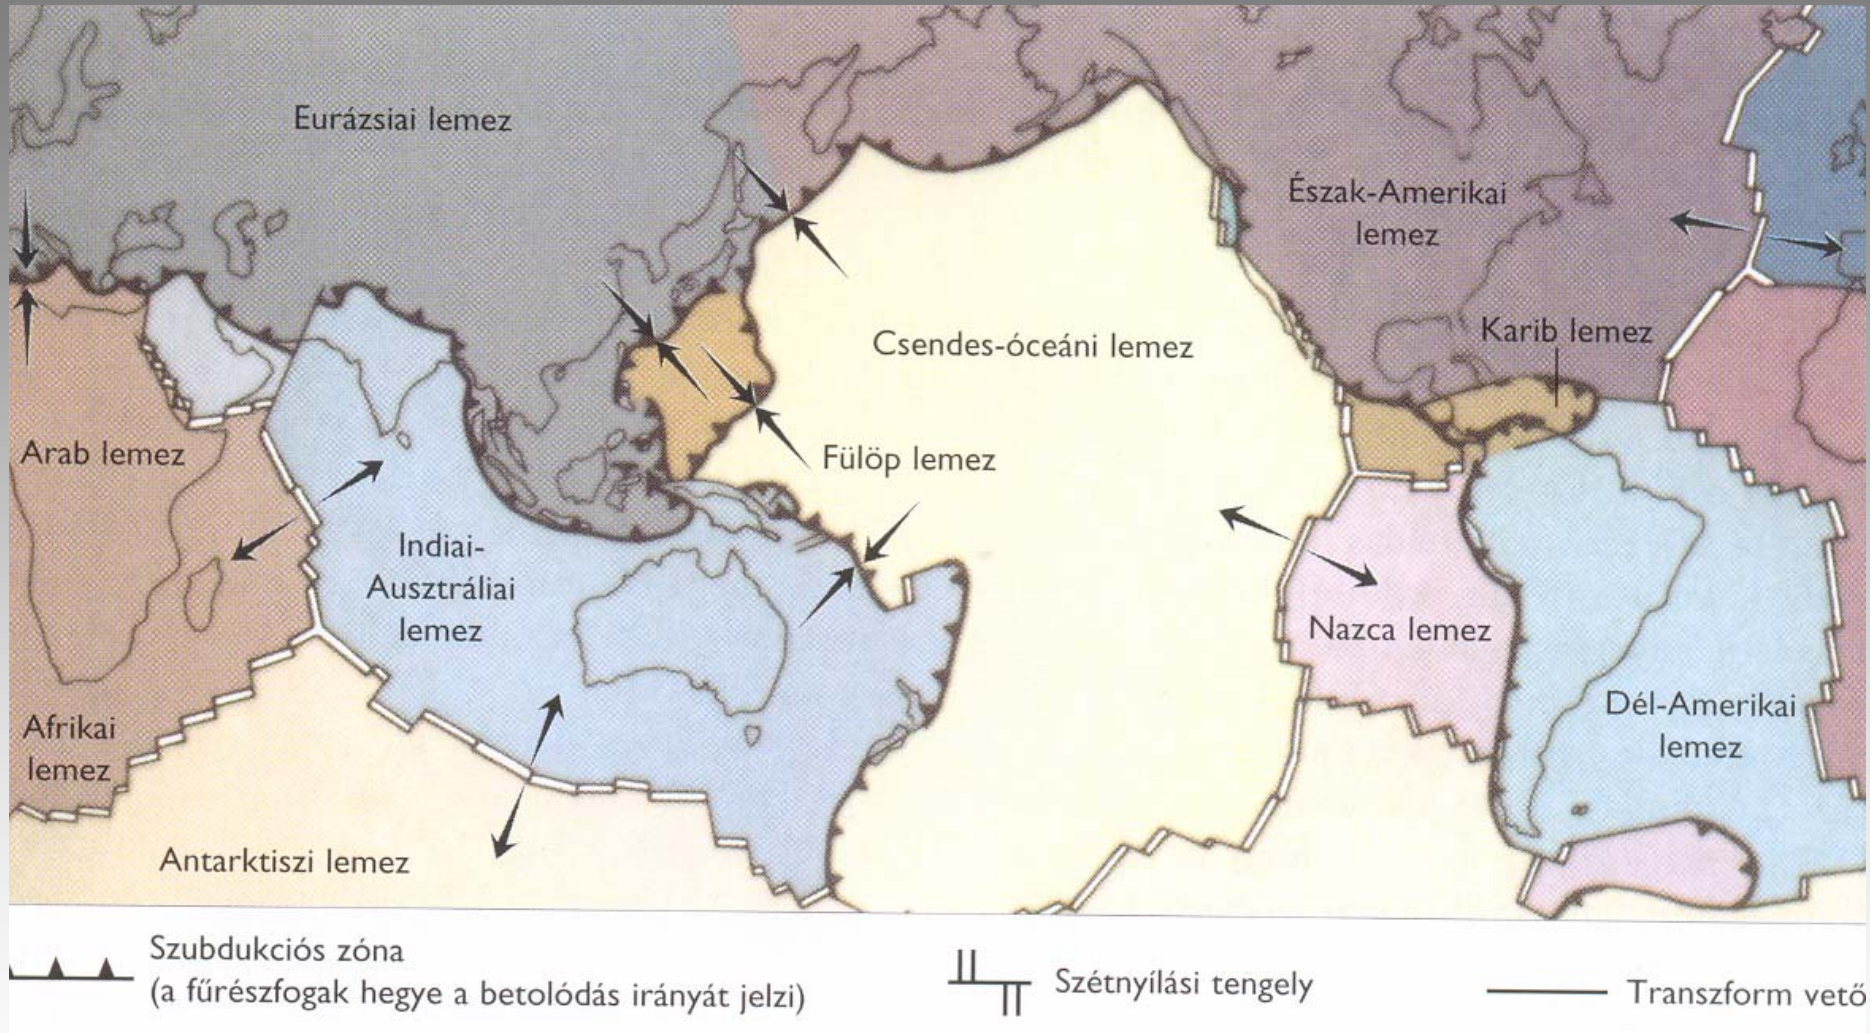 Eurázsiai lemez
Észak-Amerikai
lemez
Karib lemez
Csendes-óceáni lemez
Arab lemez
Fülöp lemez
Indiai-
Ausztráliai
lemez
Nazca lemez
Dél-Amerikai
lemez
Afrikai
lemez
Antarktiszi lemez
Szubdukciós zóna
(a fűrészfogak hegye a betolódás irányát jelzi)
Szétnyílási tengely
Transzform vető